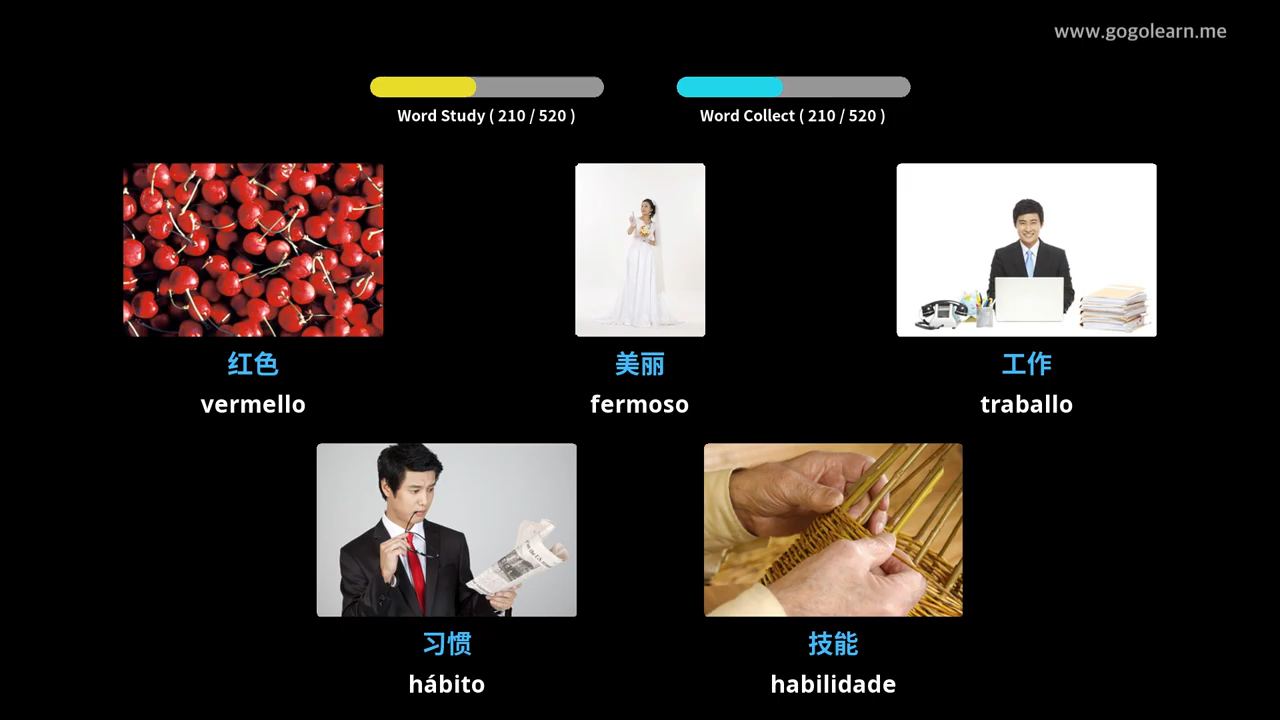 www.gogolearn.me
Word Study ( 210 / 520 )
Word Collect ( 210 / 520 )
红色
美丽
工作
vermello
fermoso
traballo
习惯
技能
hábito
habilidade